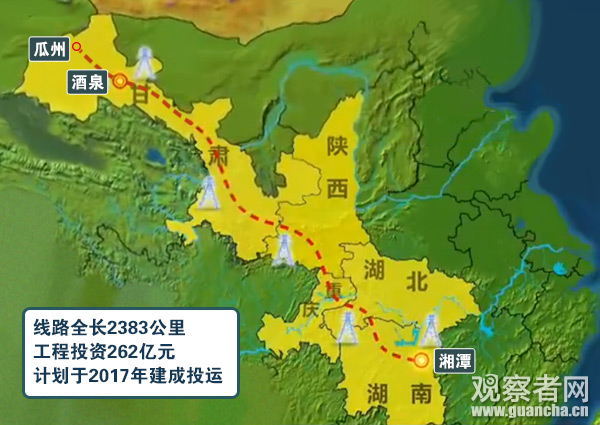 瓜州
酒泉
甘
肃
陕
西
湖北
重
庆
湘潭
湖南
线路全长2383公里
工程投资262亿元
计划于2017年建成投运
观察者网
www.guancha.cn